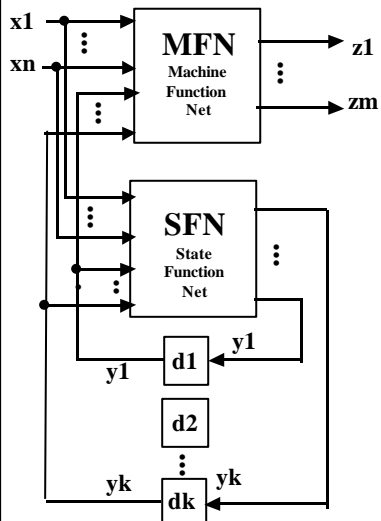 x1
MFN
z1
xn
Machine
Function
Net
zm
SFN
State
Function
Net
y1
d1
y1
d2
yk
dk
yk